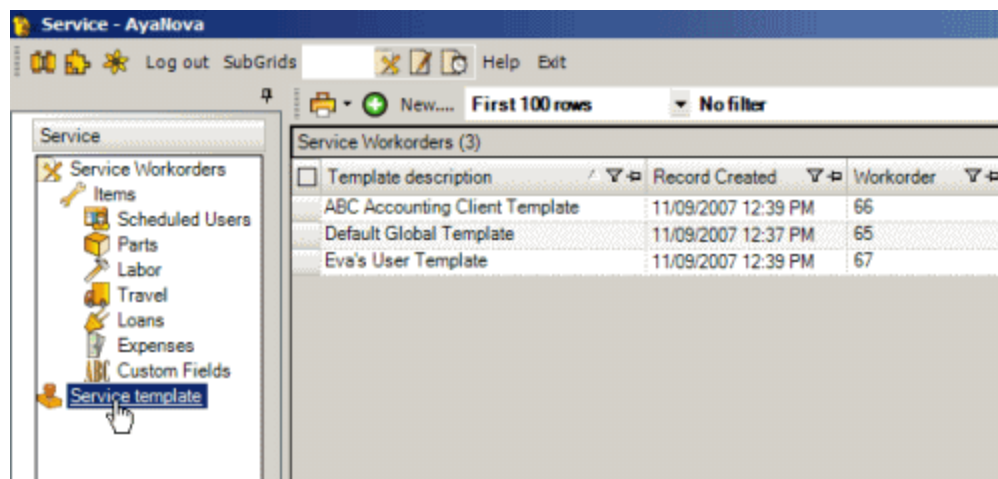 Service - AyaNova
Log out SubGrids Help Exit
New.... First 100 rows No filter
Service
Service Workorders (3)
Service Workorders
Items
Scheduled Users
Parts
Labor
Travel
Loans
Expenses
ABC Custom Fields
Service template
Template description Record Created Workorder
ABC Accounting Client Template 11/09/2007 12:39 PM 66
Default Global Template 11/09/2007 12:37 PM 65
Eva's User Template 11/09/2007 12:39 PM 67